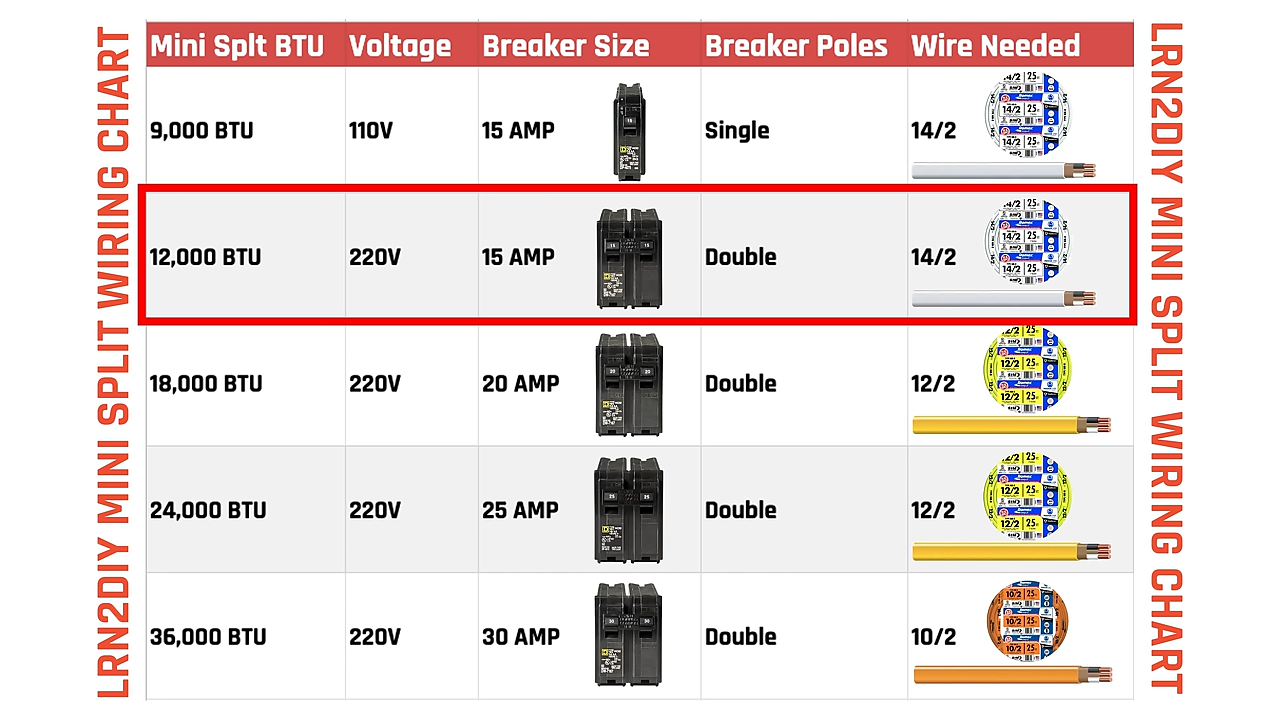 LRN2DIY MINI SPLIT WIRING CHART
Mini Splt BTU Voltage Breaker Size Breaker Poles Wire Needed
9,000 BTU 110V 15 AMP Single 14/2
12,000 BTU 220V 15 AMP Double 14/2
18,000 BTU 220V 20 AMP Double 12/2
24,000 BTU 220V 25 AMP Double 12/2
36,000 BTU 220V 30 AMP Double 10/2
LRN2DIY MINI SPLIT WIRING CHART